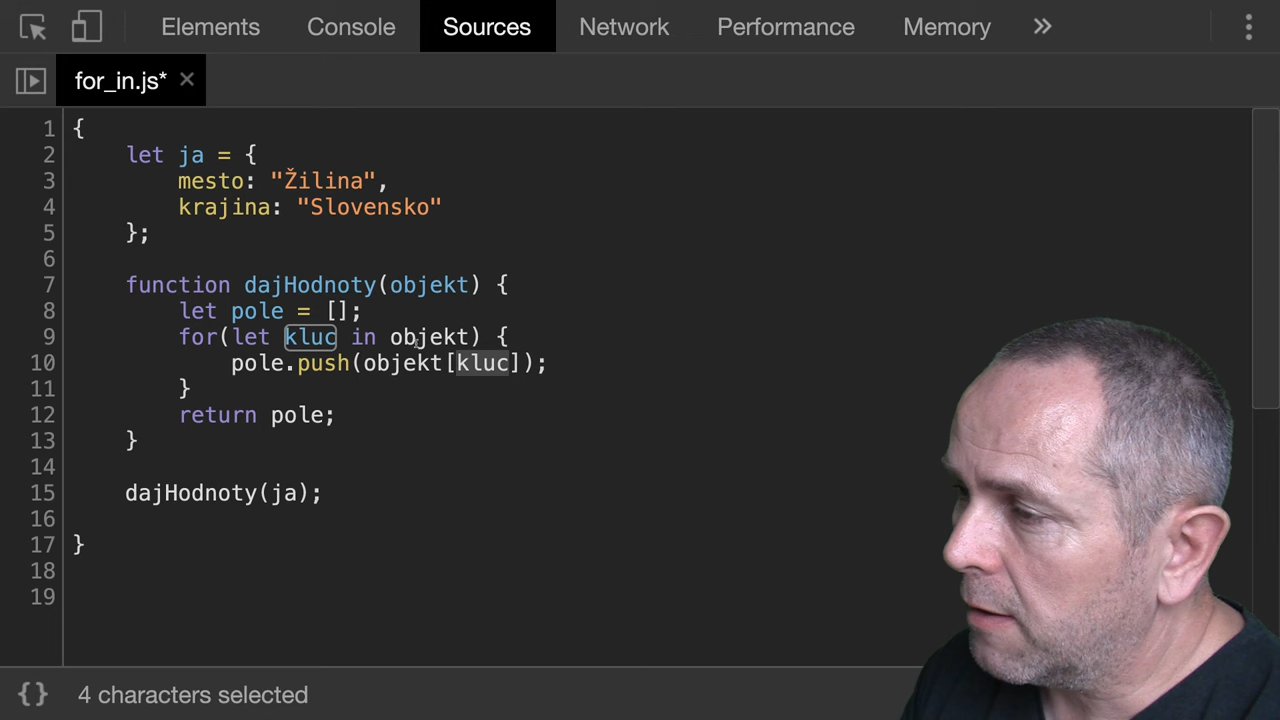 Elements Console Sources Network Performance Memory »
for_in.js* ×
1 {
2     let ja = {
3         mesto: "Žilina",
4         krajina: "Slovensko"
5     };
6
7     function dajHodnoty(objekt) {
8         let pole = [];
9         for(let kluc in objekt) {
10             pole.push(objekt[kluc]);
11         }
12         return pole;
13     }
14
15     dajHodnoty(ja);
16
17 }
18
19
{} 4 characters selected